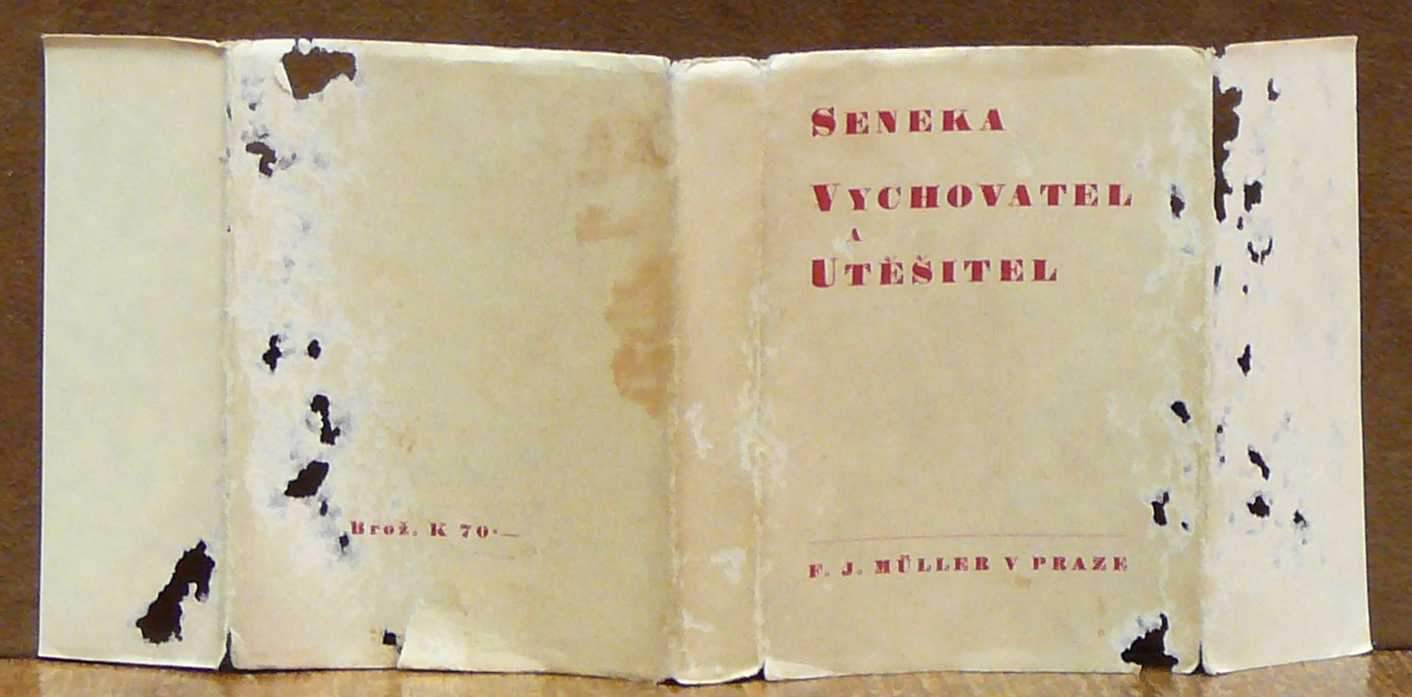 SENEKA
VYCHOVATEL
A
UTĚŠITEL
F. J. MÜLLER V PRAZE
Brož. K 70·—